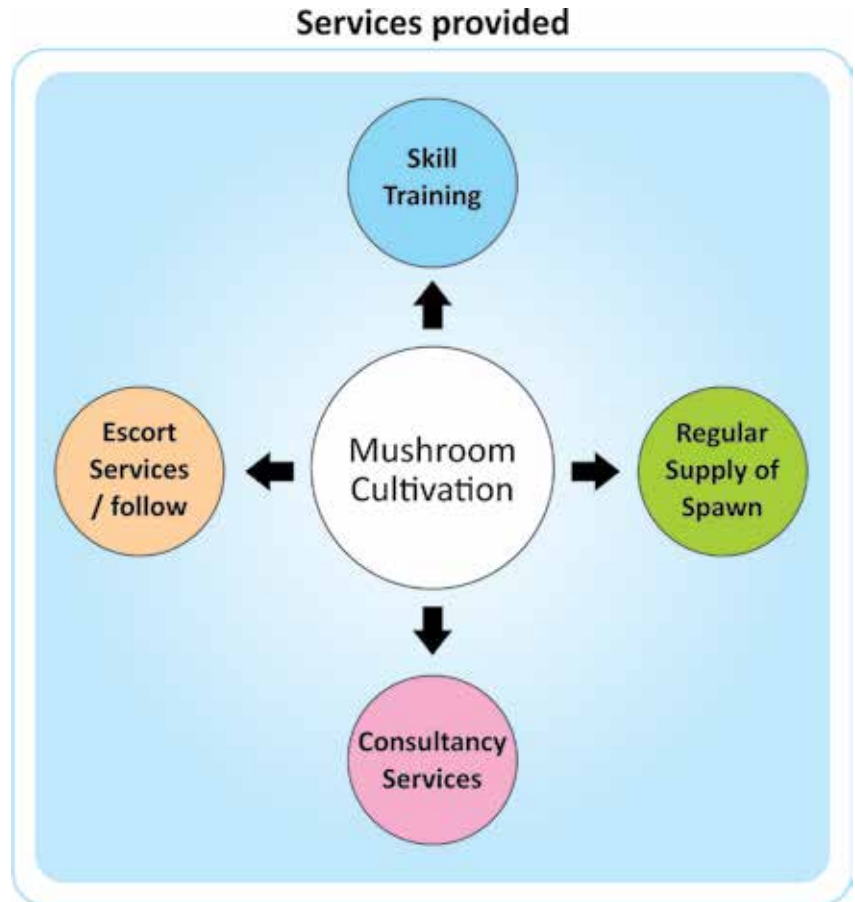 Services provided
Skill
Training
Escort
Services
/ follow
Mushroom
Cultivation
Regular
Supply of
Spawn
Consultancy
Services